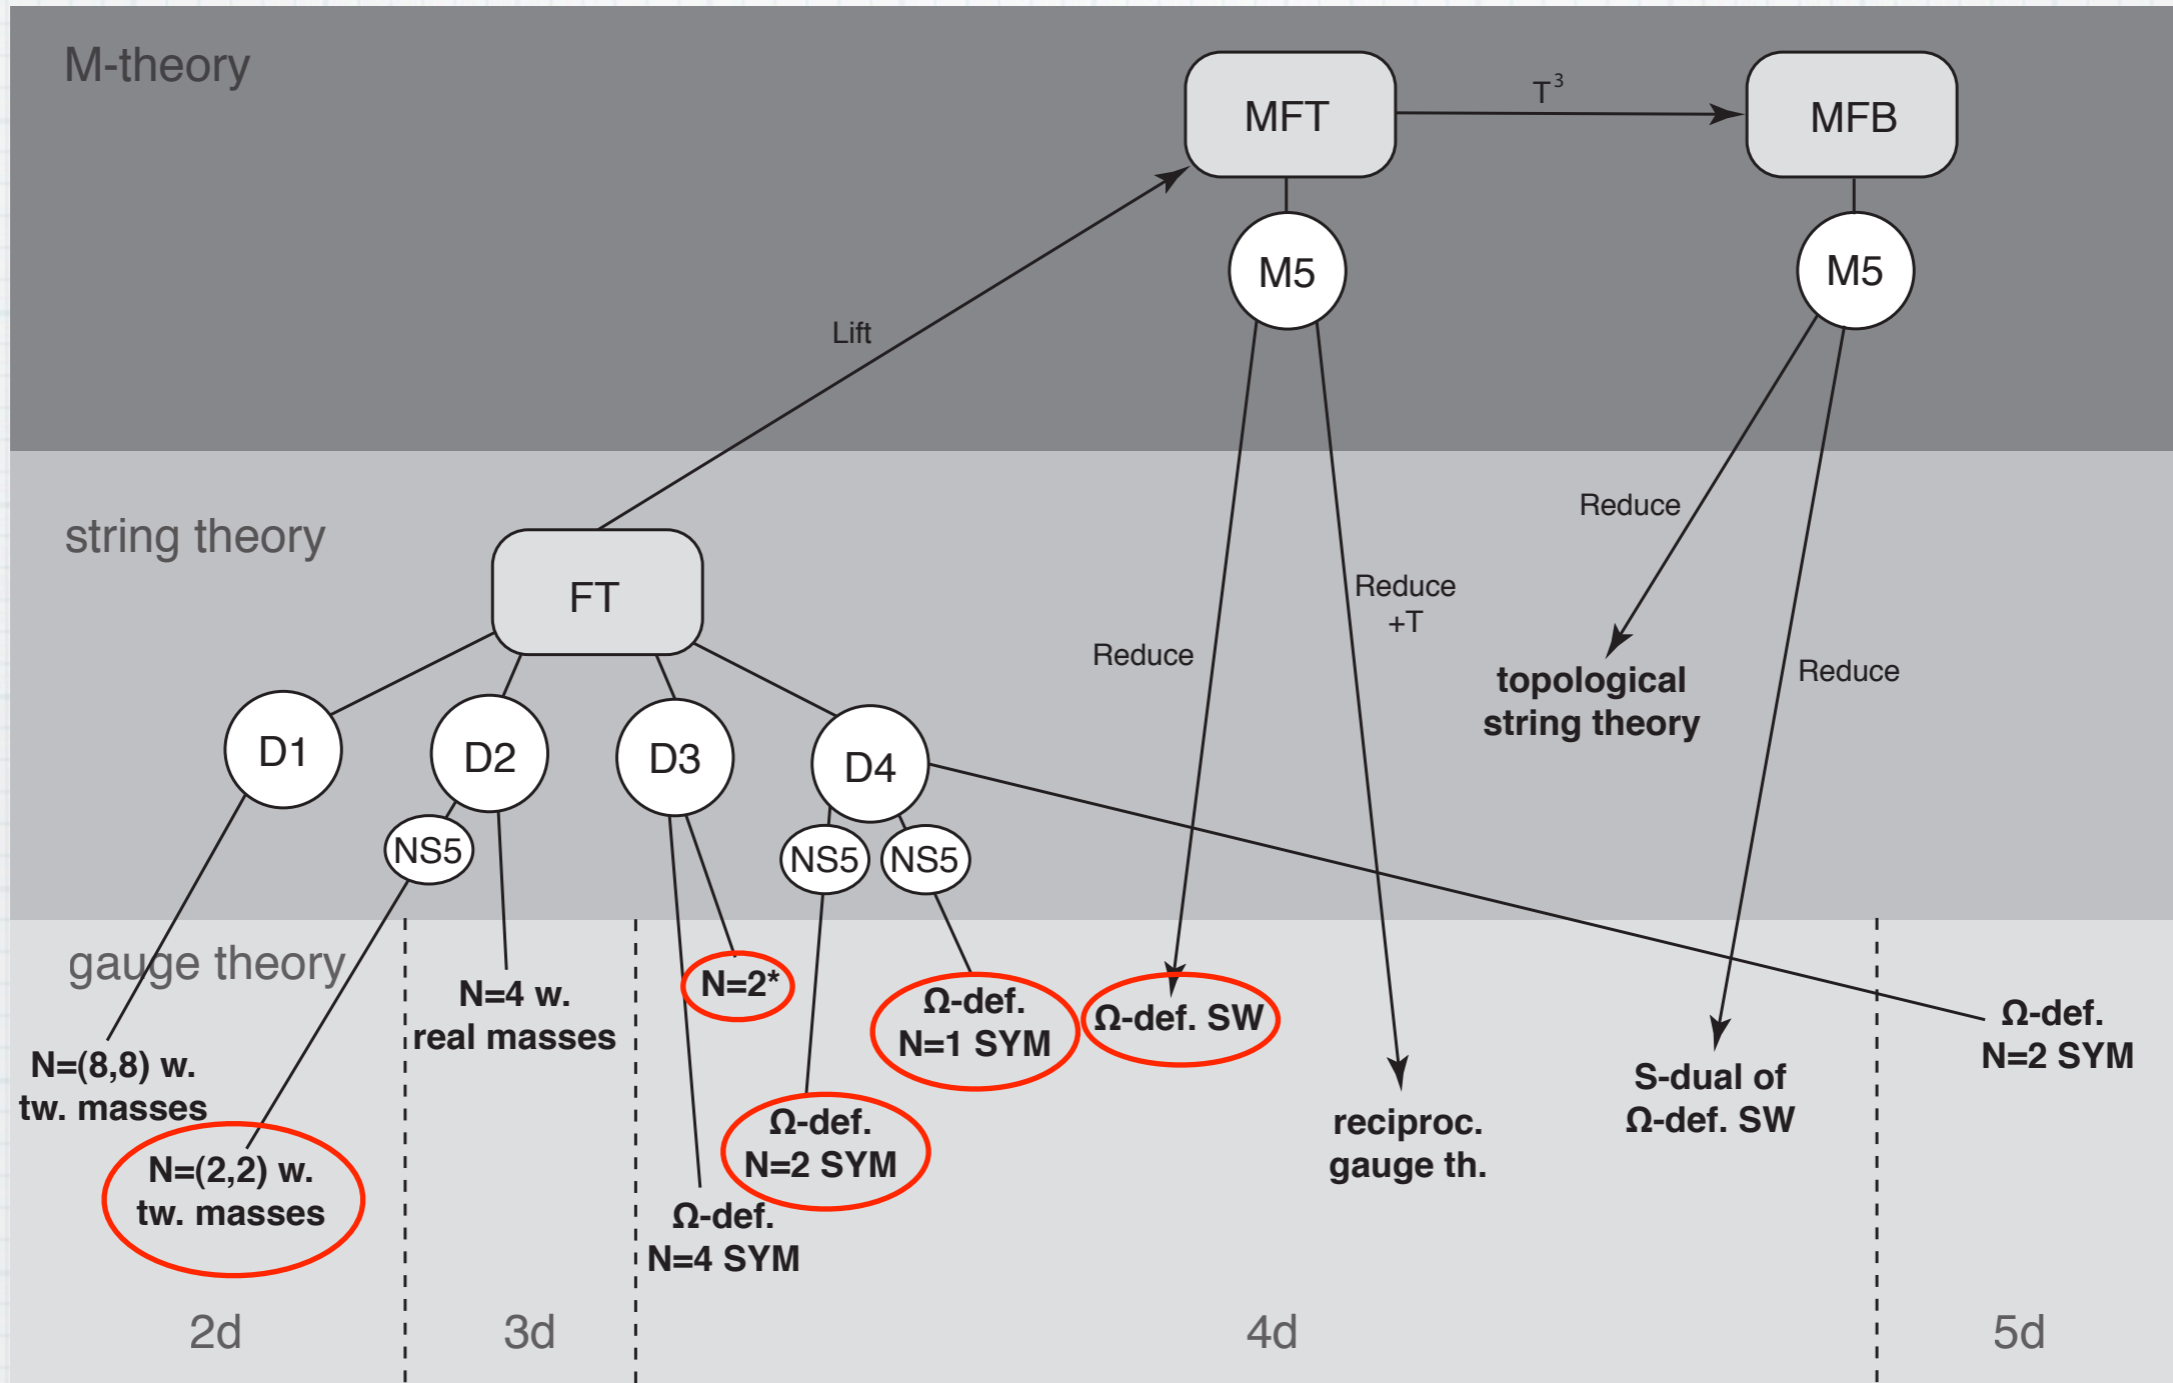 M-theory
MFT
T³
MFB
M5
M5
Lift
string theory
FT
Reduce
Reduce
+T
Reduce
Reduce
topological
string theory
Reduce
D1
D2
D3
D4
NS5
NS5
NS5
gauge theory
N=(8,8) w.
tw. masses
N=(2,2) w.
tw. masses
N=4 w.
real masses
N=2*
Ω-def.
N=4 SYM
Ω-def.
N=2 SYM
Ω-def.
N=1 SYM
Ω-def. SW
reciproc.
gauge th.
S-dual of
Ω-def. SW
Ω-def.
N=2 SYM
2d
3d
4d
5d